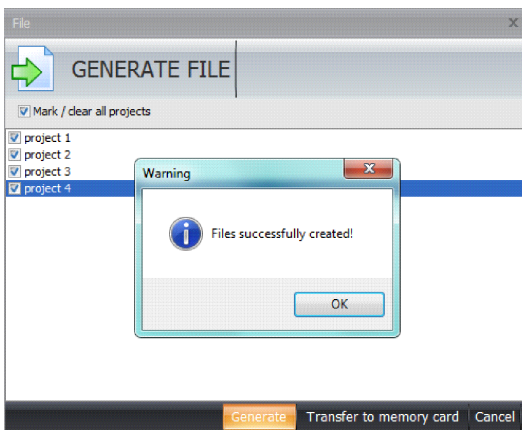 File
GENERATE FILE
Mark / clear all projects
project 1
project 2
project 3
project 4
Warning
Files successfully created!
OK
Generate Transfer to memory card Cancel